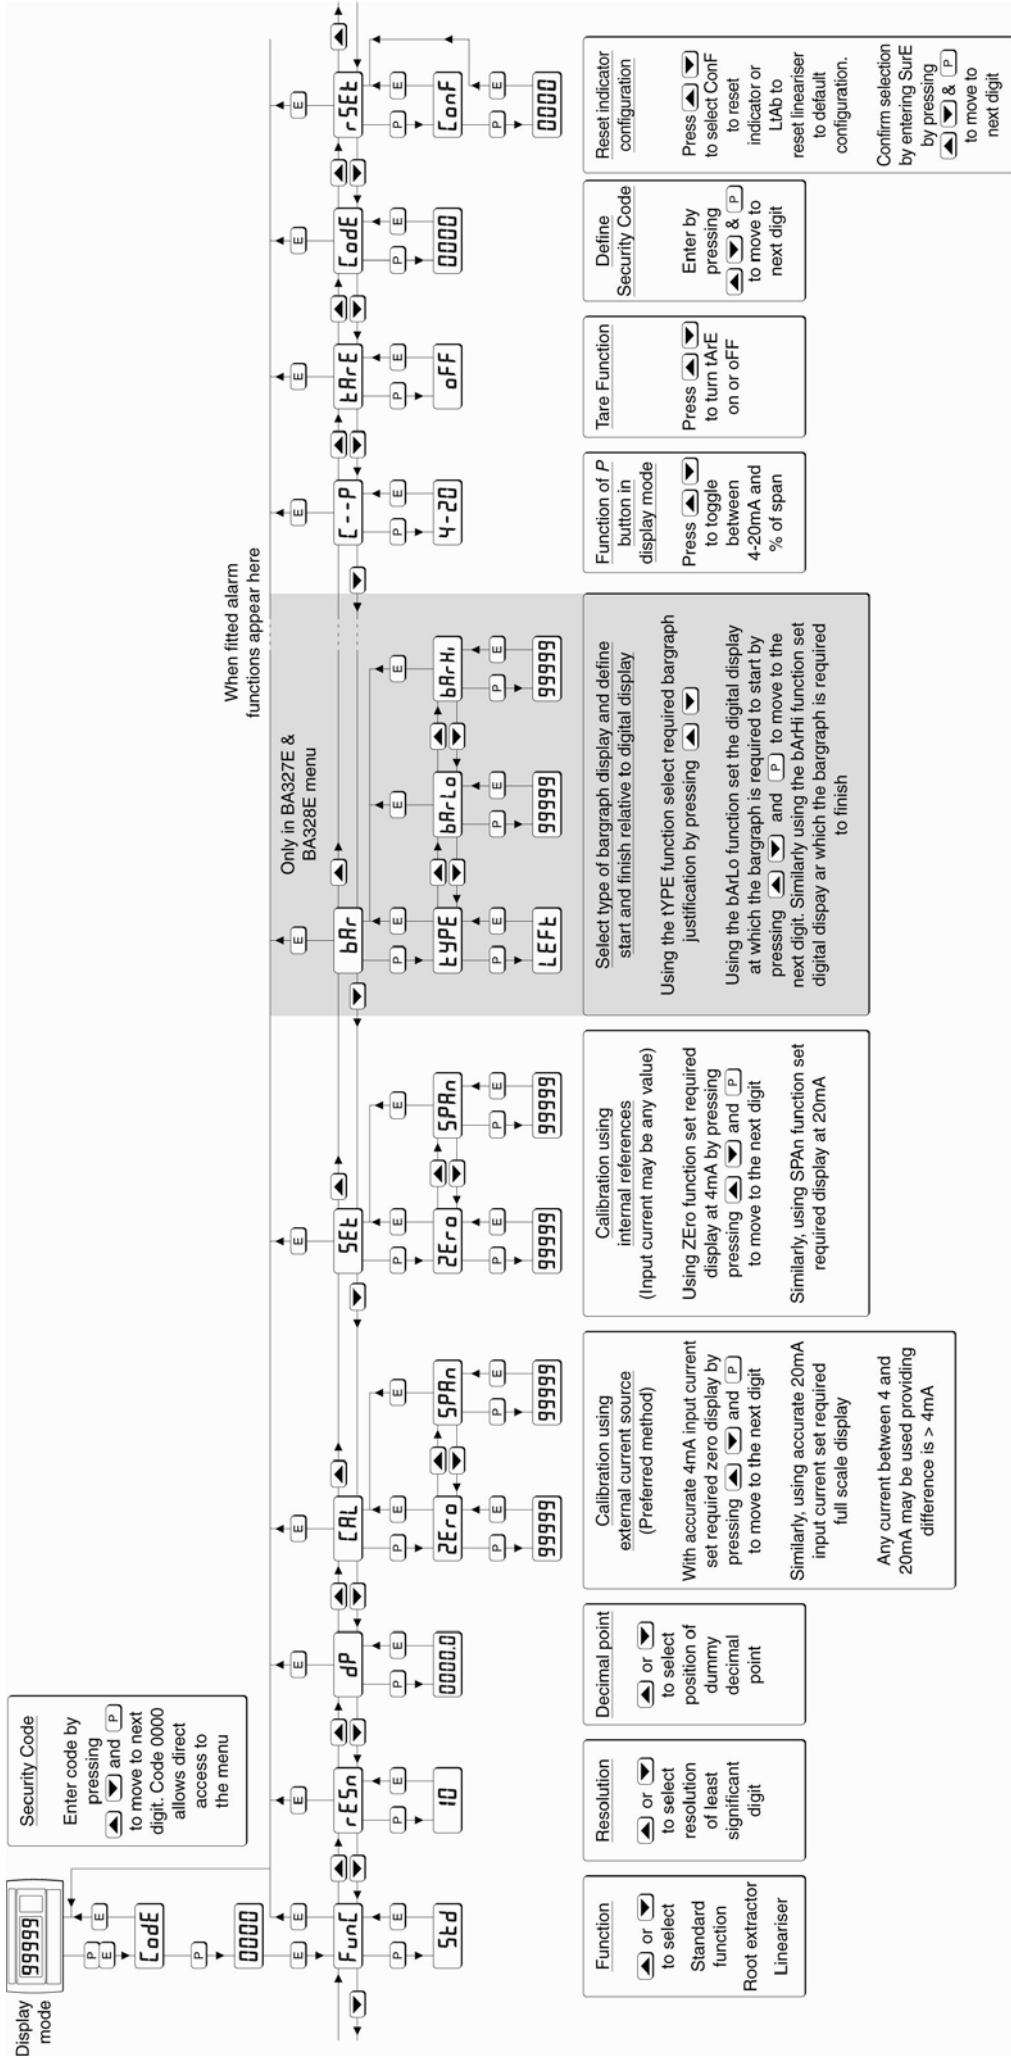 Display
mode
99999
P
E
E
CodE
P
0000
E
Security Code
Enter code by
pressing
▲ ▼ and P
to move to next
digit. Code 0000
allows direct
access to
the menu
When fitted alarm
functions appear here
Only in BA327E &
BA328E menu
E
E
E
E
E
E
E
E
E
E
FunC
rESn
dP
CAL
SEt
bAr
C--P
tArE
CodE
rSEt
P
E
P
E
P
E
P
E
E
P
E
E
P
E
E
E
P
E
P
E
P
E
P
E
Std
10
0000.0
ZEro
SPAn
ZEro
SPAn
tYPE
bArLo
bArHi
4-20
oFF
0000
ConF
P
E
P
E
P
E
P
E
P
E
P
E
P
E
P
E
99999
99999
99999
99999
LEFt
99999
99999
0000
Function
▲ or ▼
to select
Standard
function
Root extractor
Lineariser
Resolution
▲ or ▼
to select
resolution
of least
significant
digit
Decimal point
▲ or ▼
to select
position of
dummy
decimal
point
Calibration using
external current source
(Preferred method)
With accurate 4mA input current
set required zero display by
pressing ▲ ▼ and P
to move to the next digit
Similarly, using accurate 20mA
input current set required
full scale display
Any current between 4 and
20mA may be used providing
difference is > 4mA
Calibration using
internal references
(Input current may be any value)
Using ZEro function set required
display at 4mA by pressing
pressing ▲ ▼ and P
to move to the next digit
Similarly, using SPAn function set
required display at 20mA
Select type of bargraph display and define
start and finish relative to digital display
Using the tYPE function select required bargraph
justification by pressing ▲ ▼
Using the bArLo function set the digital display
at which the bargraph is required to start by
pressing ▲ ▼ and P to move to the
next digit. Similarly using the bArHi function set
digital dispay ar which the bargraph is required
to finish
Function of P
button in
display mode
Press ▲ ▼
to toggle
between
4-20mA and
% of span
Tare Function
Press ▲ ▼
to turn tArE
on or oFF
Define
Security Code
Enter by
pressing
▲ ▼ & P
to move to
next digit
Reset indicator
configuration
Press ▲ ▼
to select ConF
to reset
indicator or
LtAb to
reset lineariser
to default
configuration.
Confirm selection
by entering SurE
by pressing
▲ ▼ & P
to move to
next digit